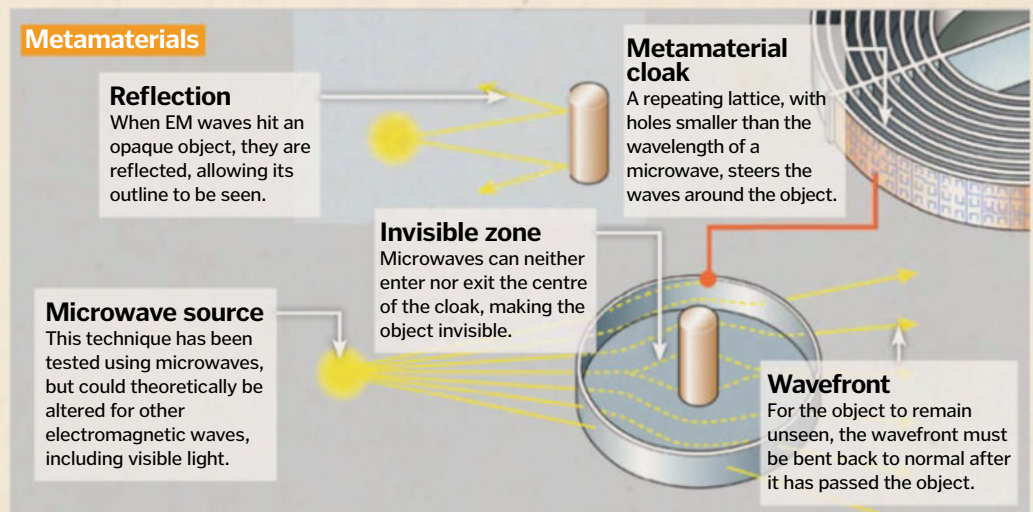 Metamaterials
Reflection
When EM waves hit an
opaque object, they are
reflected, allowing its
outline to be seen.
Metamaterial
cloak
A repeating lattice, with
holes smaller than the
wavelength of a
microwave, steers the
waves around the object.
Invisible zone
Microwaves can neither
enter nor exit the centre
of the cloak, making the
object invisible.
Microwave source
This technique has been
tested using microwaves,
but could theoretically be
altered for other
electromagnetic waves,
including visible light.
Wavefront
For the object to remain
unseen, the wavefront must
be bent back to normal after
it has passed the object.